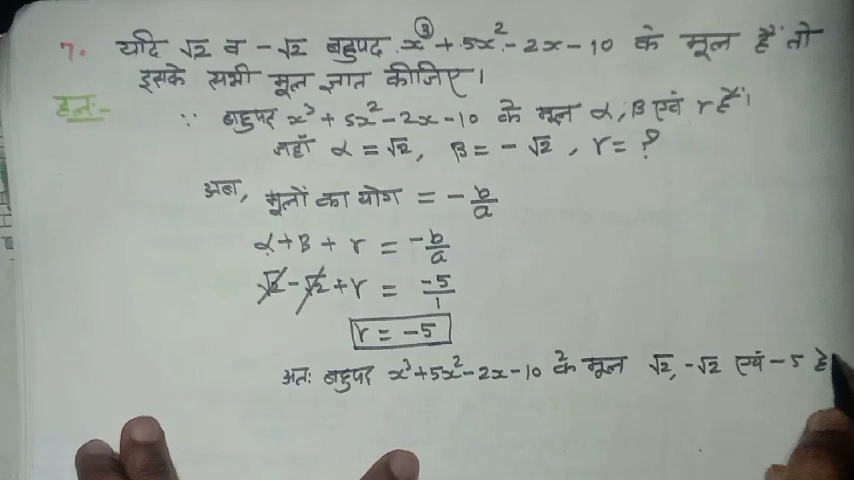 7. यदि √2 व -√2 बहुपद x³ + 5x² - 2x - 10 के मूल हैं तो
इसके सभी मूल ज्ञात कीजिए।
हल:-
∵ बहुपद x³ + 5x² - 2x - 10 के मूल α, β एवं r हैं।
जहाँ α = √2, β = - √2, r = ?
अब, मूलों का योग = - b/a
α + β + r = -b/a
√2 - √2 + r = -5/1
r = -5
अतः बहुपद x³ + 5x² - 2x - 10 के मूल √2, -√2 एवं -5 है